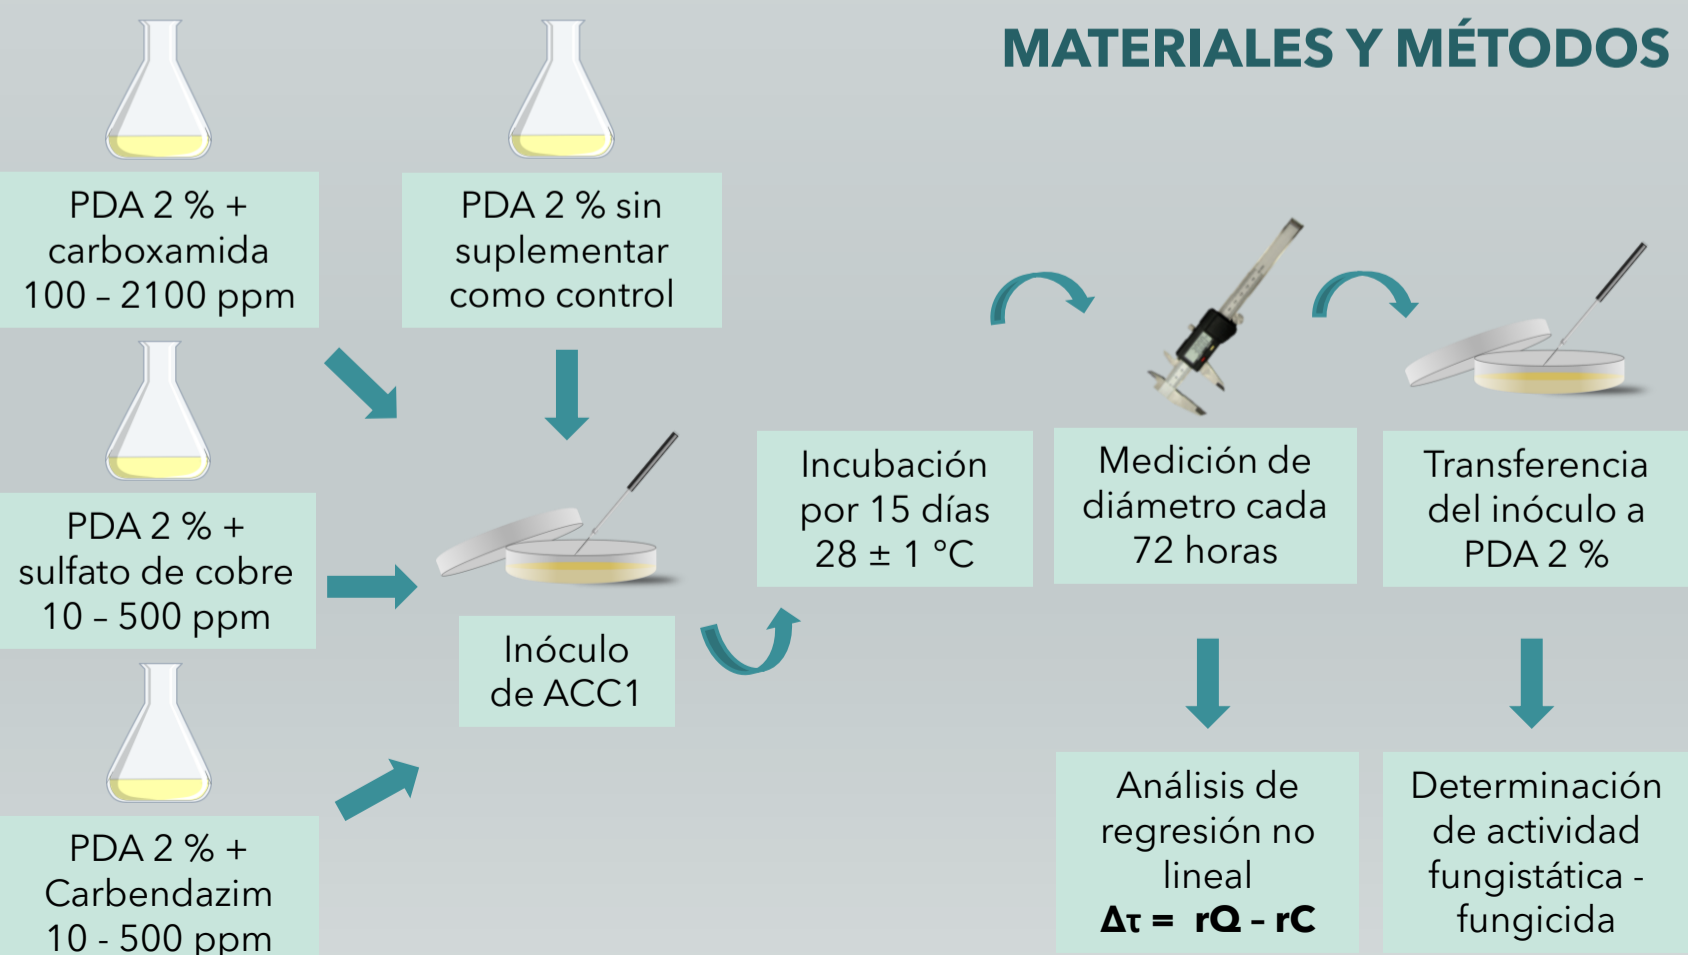 MATERIALES Y MÉTODOS
PDA 2 % +
carboxamida
100 – 2100 ppm
PDA 2 % sin
suplementar
como control
PDA 2 % +
sulfato de cobre
10 – 500 ppm
PDA 2 % +
Carbendazim
10 - 500 ppm
Inóculo
de ACC1
Incubación
por 15 días
28 ± 1 °C
Medición de
diámetro cada
72 horas
Transferencia
del inóculo a
PDA 2 %
Análisis de
regresión no
lineal
Δτ = rQ – rC
Determinación
de actividad
fungistática -
fungicida